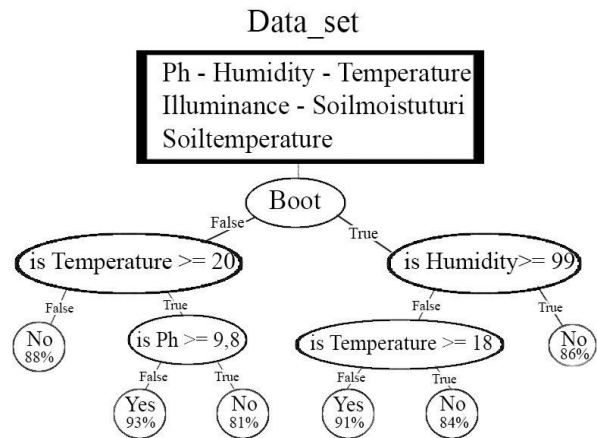 Data_set
Ph - Humidity - Temperature
Illuminance - Soilmoistuturi
Soiltemperature
Boot
False
True
is Temperature >= 20
is Humidity>= 99
False
True
False
True
No
88%
is Ph >= 9,8
is Temperature >= 18
No
86%
False
True
False
True
Yes
93%
No
81%
Yes
91%
No
84%